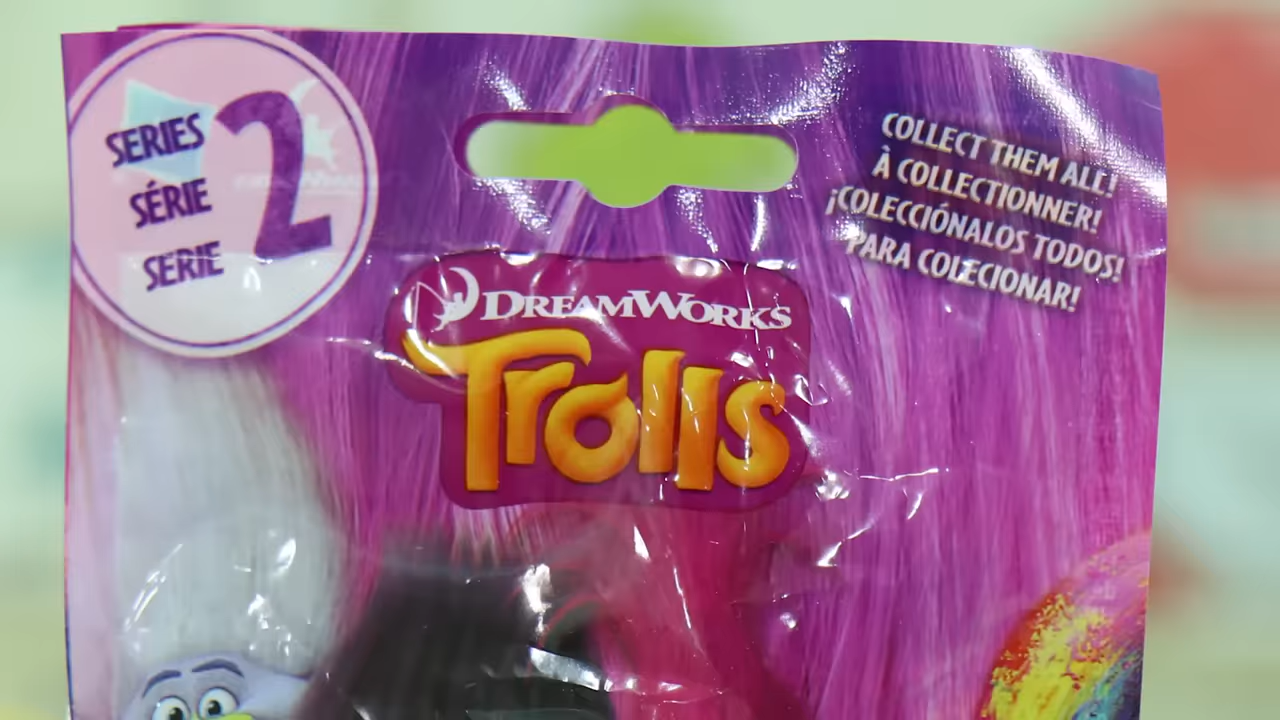 SERIES
SÉRIE
SERIE
2
COLLECT THEM ALL!
À COLLECTIONNER!
¡COLECCIÓNALOS TODOS!
PARA COLECIONAR!
DREAMWORKS
Trolls